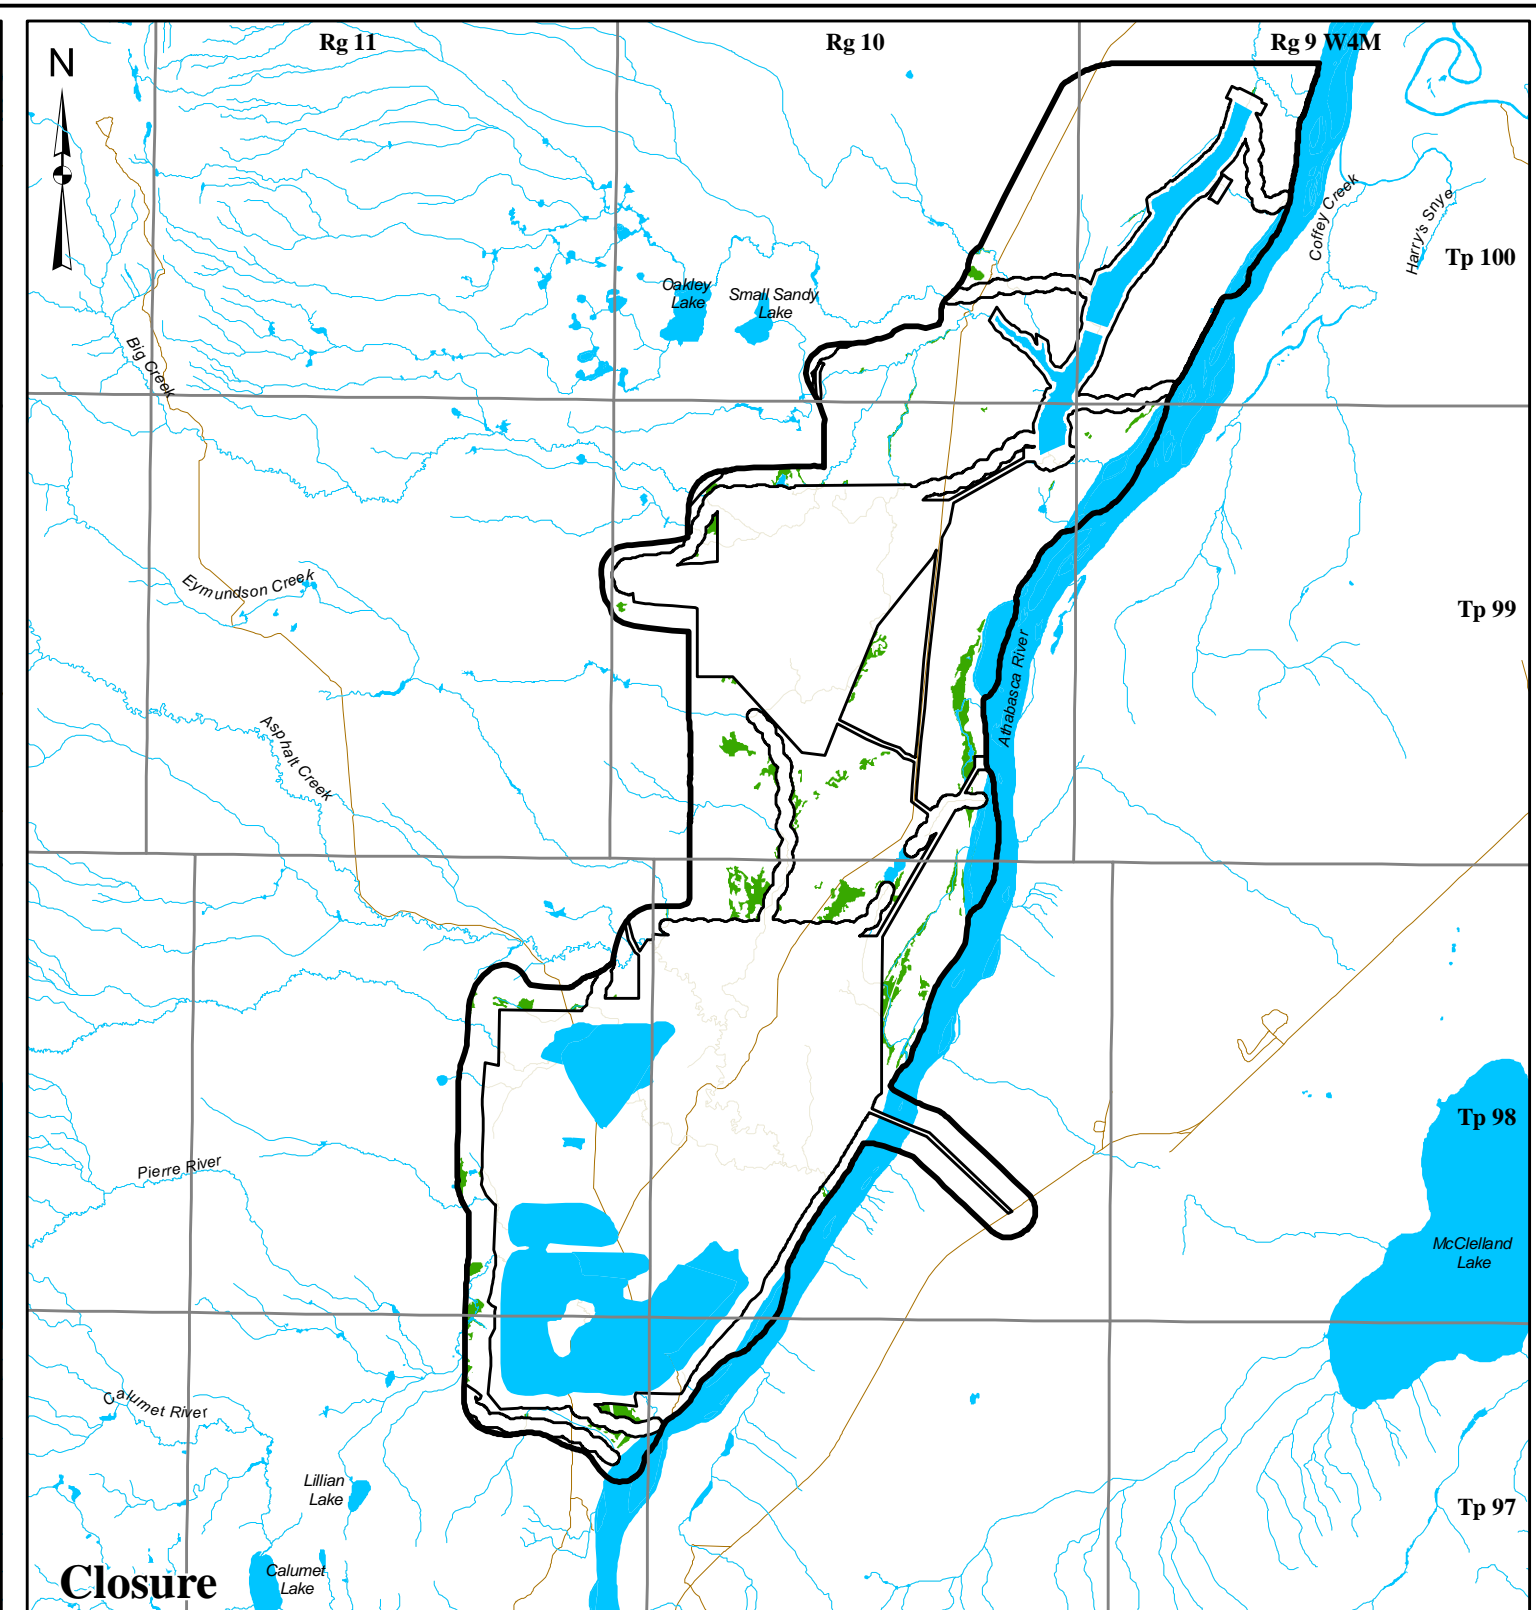 Rg 11
Rg 10
Rg 9 W4M
N
Coffey Creek
Harry's Snye
Tp 100
Oakley
Lake
Small Sandy
Lake
Big Creek
Eymundson Creek
Tp 99
Athabasca River
Asphalt Creek
Tp 98
Pierre River
McClelland
Lake
Calumet River
Lillian
Lake
Tp 97
Closure
Calumet
Lake